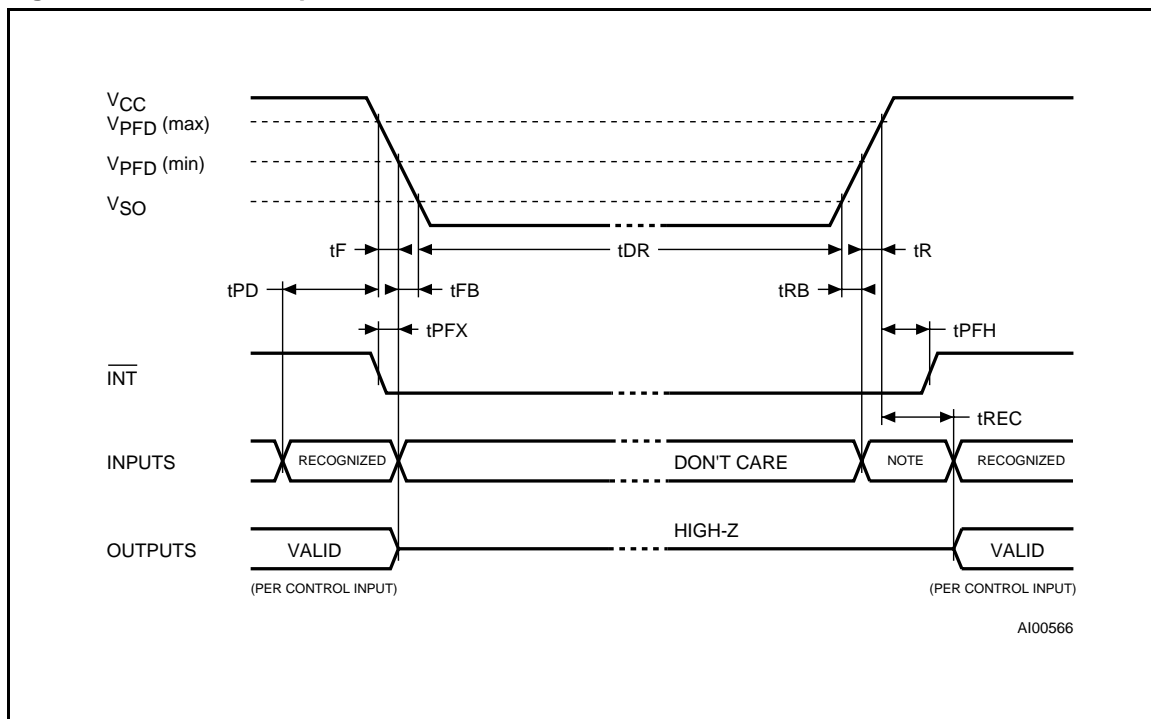 VCC
VPFD (max)
VPFD (min)
VSO
tF
tDR
tR
tPD
tFB
tRB
tPFX
tPFH
INT
tREC
INPUTS
RECOGNIZED
DON'T CARE
NOTE
RECOGNIZED
HIGH-Z
OUTPUTS
VALID
VALID
(PER CONTROL INPUT)
(PER CONTROL INPUT)
AI00566